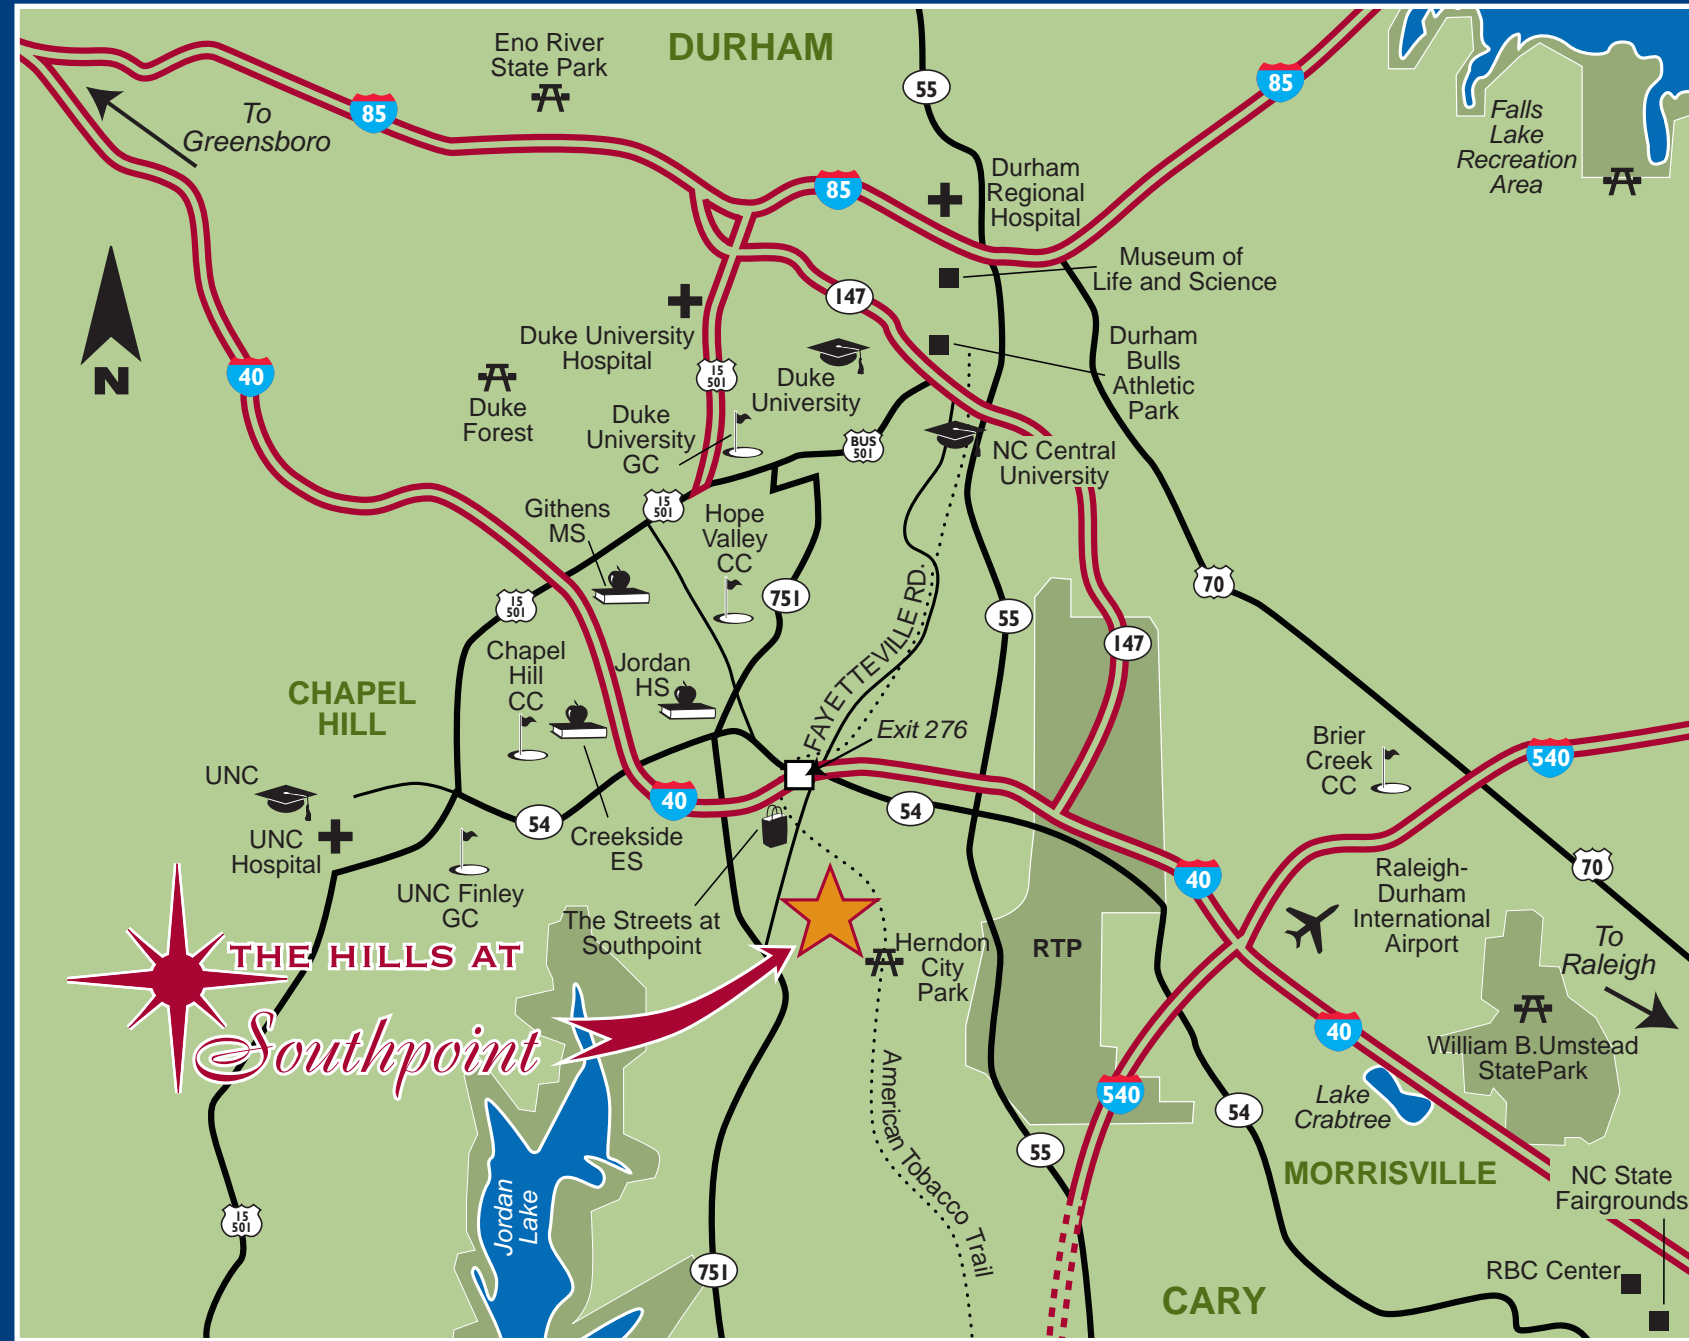 DURHAM
Eno River
State Park
55
85
85
To
Greensboro
Falls
Lake
Recreation
Area
85
Durham
Regional
Hospital
Museum of
Life and Science
147
Duke University
Hospital
N
40
15
501
Duke
Forest
Duke
University
Durham
Bulls
Athletic
Park
Duke
University
GC
BUS
501
NC Central
University
15
501
Githens
MS
Hope
Valley
CC
70
15
501
751
55
147
FAYETTEVILLE RD.
Chapel
Hill
CC
Jordan
HS
CHAPEL
HILL
Exit 276
Brier
Creek
CC
540
UNC
40
54
54
UNC
Hospital
Creekside
ES
UNC Finley
GC
40
Raleigh-
Durham
International
Airport
70
The Streets at
Southpoint
RTP
Herndon
City
Park
To
Raleigh
THE HILLS AT
Southpoint
40
William B.Umstead
StatePark
540
Lake
Crabtree
54
American Tobacco Trail
55
MORRISVILLE
NC State
Fairgrounds
Jordan
Lake
15
501
751
RBC Center
CARY